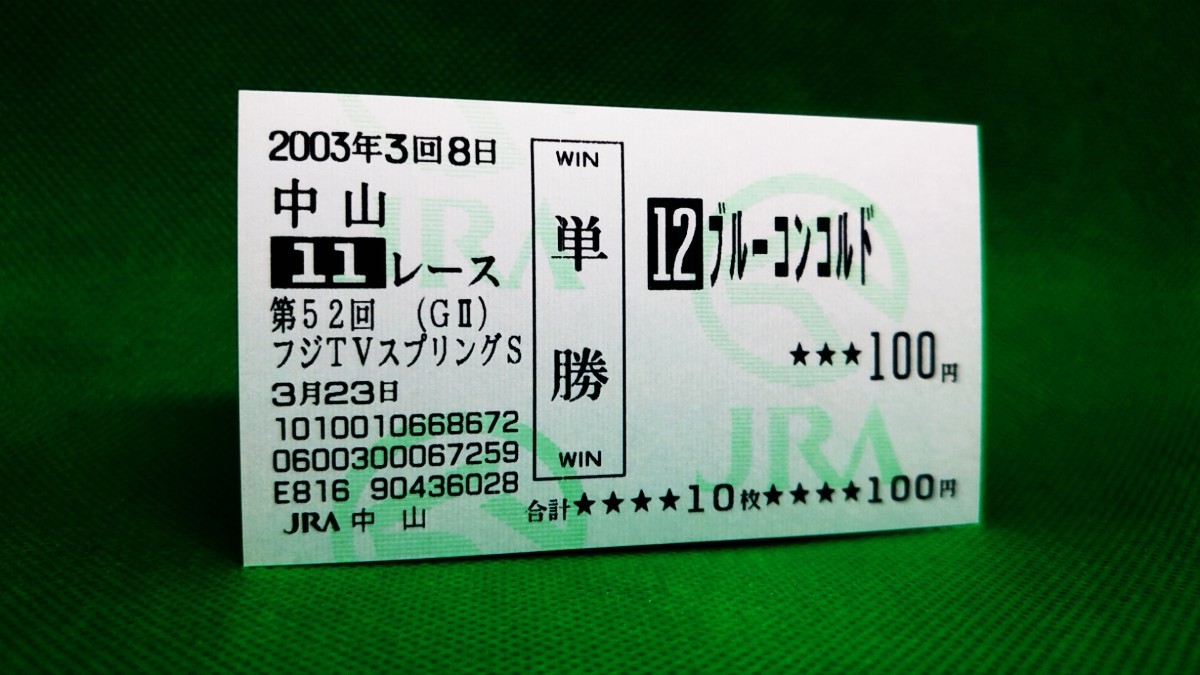 2003年3回8日
中山
11レース
第52回 (GⅡ)
フジTVスプリングS
3月23日
1010010668672
0600300067259
E816 90436028
JRA 中 山
WIN
単
勝
WIN
12ブルーコンコルド
★★★100円
合計★★★★10枚★★★★100円
JRA
JRA